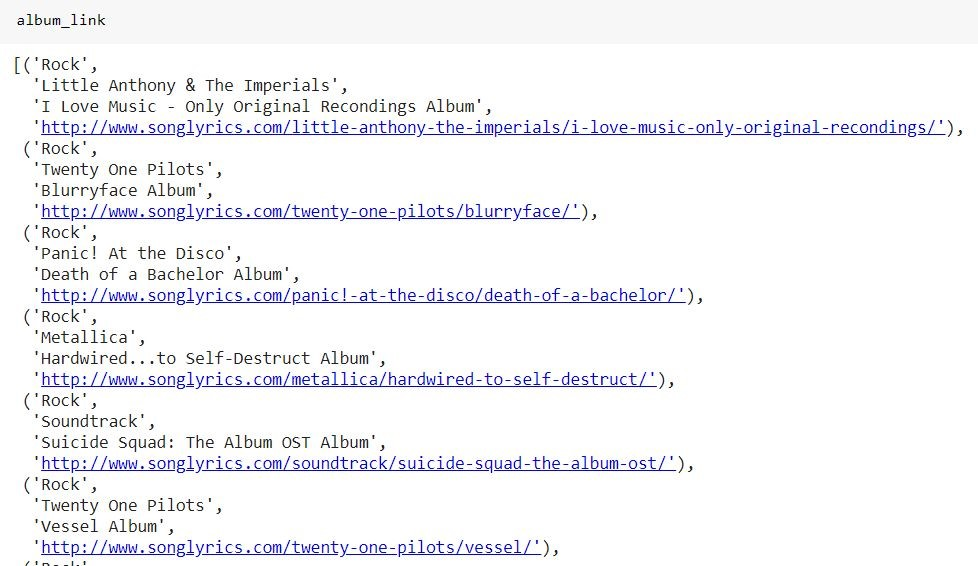 album_link
[('Rock',
'Little Anthony & The Imperials',
'I Love Music - Only Original Recondings Album',
'http://www.songlyrics.com/little-anthony-the-imperials/i-love-music-only-original-recondings/'),
('Rock',
'Twenty One Pilots',
'Blurryface Album',
'http://www.songlyrics.com/twenty-one-pilots/blurryface/'),
('Rock',
'Panic! At the Disco',
'Death of a Bachelor Album',
'http://www.songlyrics.com/panic!-at-the-disco/death-of-a-bachelor/'),
('Rock',
'Metallica',
'Hardwired...to Self-Destruct Album',
'http://www.songlyrics.com/metallica/hardwired-to-self-destruct/'),
('Rock',
'Soundtrack',
'Suicide Squad: The Album OST Album',
'http://www.songlyrics.com/soundtrack/suicide-squad-the-album-ost/'),
('Rock',
'Twenty One Pilots',
'Vessel Album',
'http://www.songlyrics.com/twenty-one-pilots/vessel/'),
('Rock'